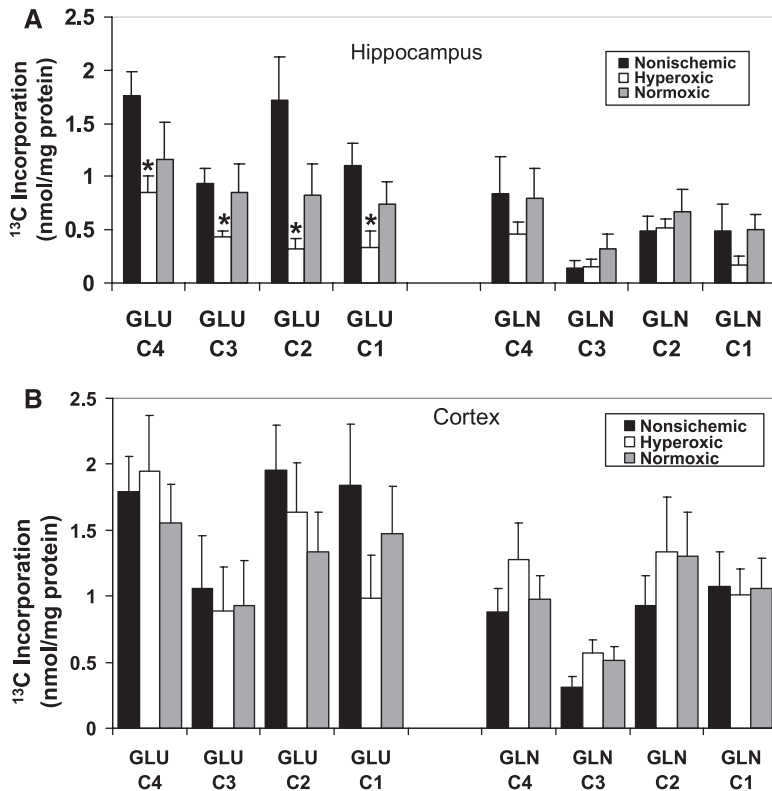 A
Hippocampus
Nonischemic
Hyperoxic
Normoxic
¹³C Incorporation
(nmol/mg protein)
2.5
2
1.5
1
0.5
0
*
*
*
*
GLU GLU GLU GLU GLN GLN GLN GLN
C4 C3 C2 C1 C4 C3 C2 C1
B
Cortex
Nonsichemic
Hyperoxic
Normoxic
¹³C Incorporation
(nmol/mg protein)
2.5
2
1.5
1
0.5
0
GLU GLU GLU GLU GLN GLN GLN GLN
C4 C3 C2 C1 C4 C3 C2 C1